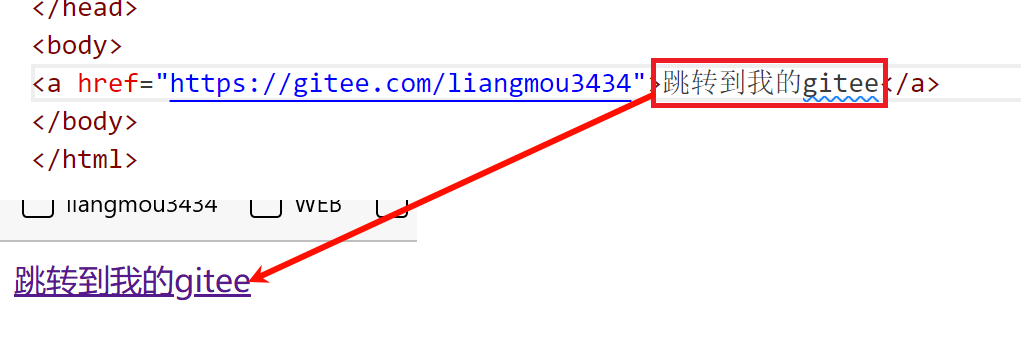 </head>
<body>
<a href="https://gitee.com/liangmou3434">跳转到我的gitee</a>
</body>
</html>
liangmou3434 WEB
跳转到我的gitee